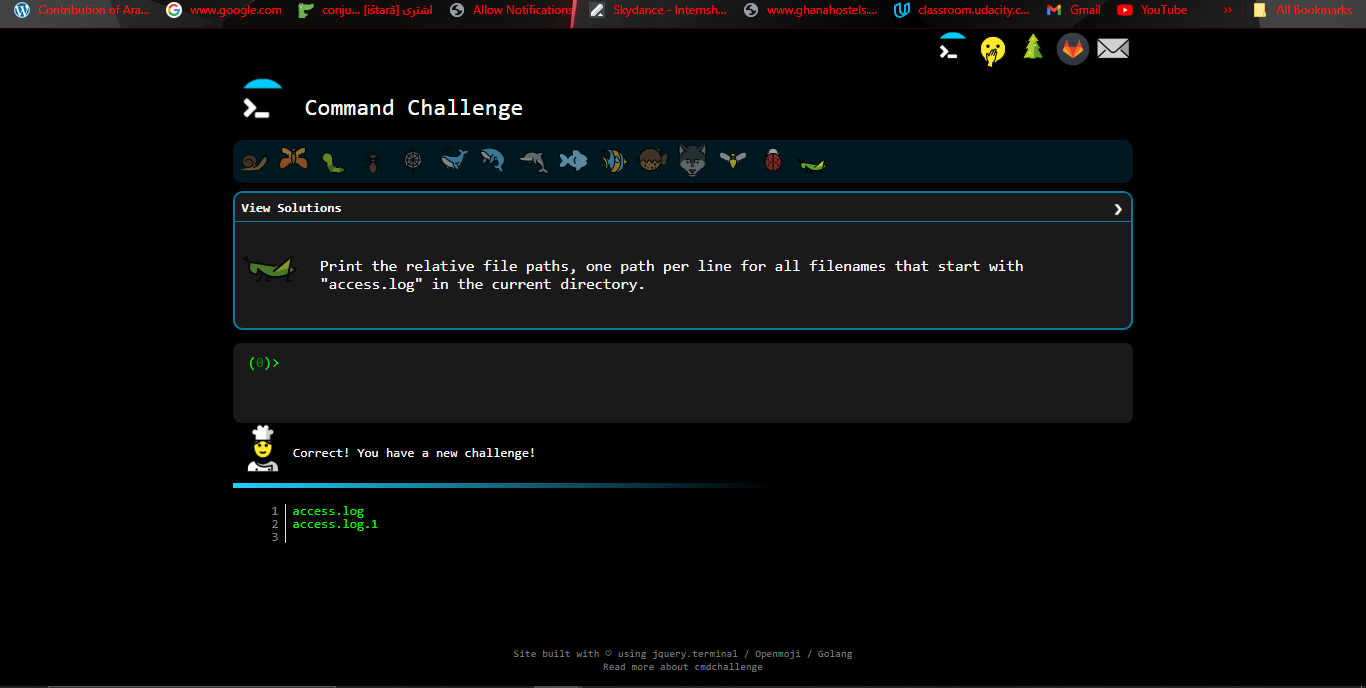 Contribution of Ara... www.google.com conju... [ištarā] اشترى Allow Notifications Skydance - Internsh... www.ghanahostels.... classroom.udacity.c... Gmail YouTube » All Bookmarks
Command Challenge
View Solutions ❯
Print the relative file paths, one path per line for all filenames that start with
"access.log" in the current directory.
(0)>
Correct! You have a new challenge!
1 access.log
2 access.log.1
3
Site built with ♡ using jquery.terminal / Openmoji / Golang
Read more about cmdchallenge